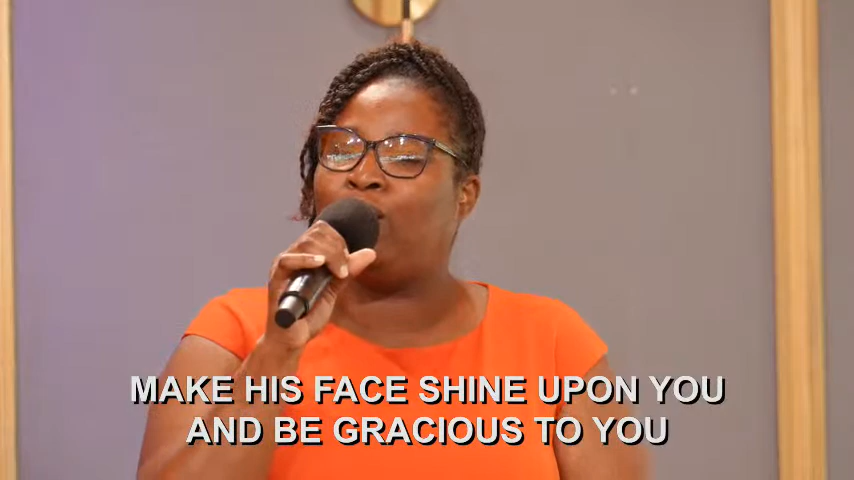 MAKE HIS FACE SHINE UPON YOU
AND BE GRACIOUS TO YOU